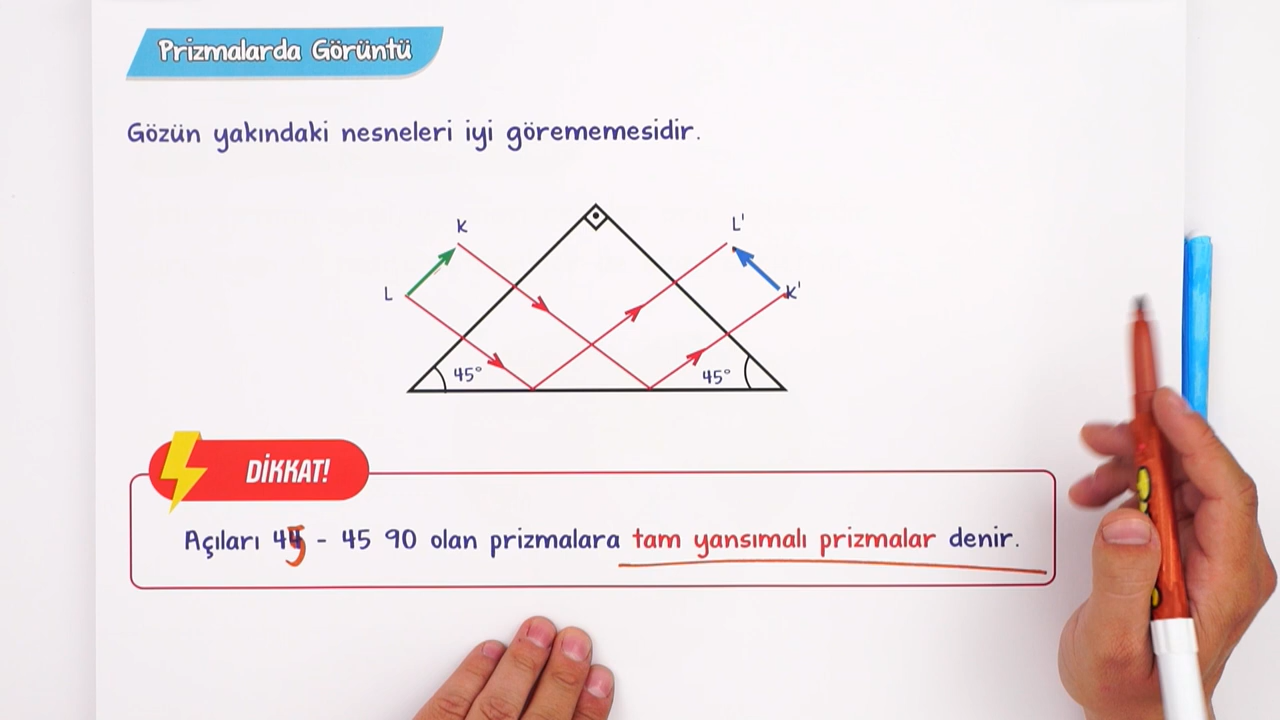 Prizmalarda Görüntü
Gözün yakındaki nesneleri iyi görememesidir.
K
L'
L
K'
45°
45°
DİKKAT!
Açıları 45 - 45 90 olan prizmalara tam yansımalı prizmalar denir.